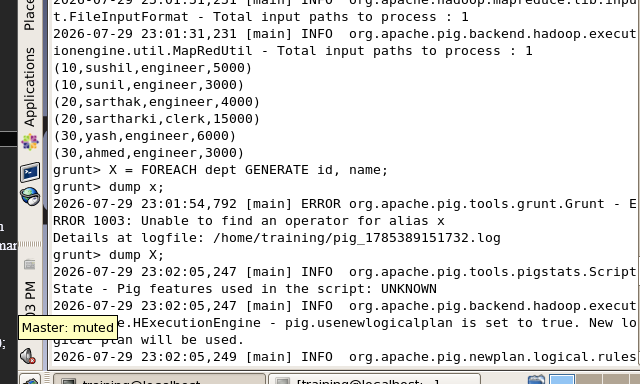 2026-07-29 23:01:31,231 [main] INFO  org.apache.hadoop.mapreduce.lib.inpu
t.FileInputFormat - Total input paths to process : 1
2026-07-29 23:01:31,231 [main] INFO  org.apache.pig.backend.hadoop.execut
ionengine.util.MapRedUtil - Total input paths to process : 1
(10,sushil,engineer,5000)
(10,sunil,engineer,3000)
(20,sarthak,engineer,4000)
(20,sartharki,clerk,15000)
(30,yash,engineer,6000)
(30,ahmed,engineer,3000)
grunt> X = FOREACH dept GENERATE id, name;
grunt> dump x;
2026-07-29 23:01:54,792 [main] ERROR org.apache.pig.tools.grunt.Grunt - E
RROR 1003: Unable to find an operator for alias x
Details at logfile: /home/training/pig_1785389151732.log
grunt> dump X;
2026-07-29 23:02:05,247 [main] INFO  org.apache.pig.tools.pigstats.Script
State - Pig features used in the script: UNKNOWN
2026-07-29 23:02:05,247 [main] INFO  org.apache.pig.backend.hadoop.execut
e.HExecutionEngine - pig.usenewlogicalplan is set to true. New lo
gical plan will be used.
2026-07-29 23:02:05,249 [main] INFO  org.apache.pig.newplan.logical.rules
Applications
Place
:03 PM
Master: muted
training@localhost:
[training@localhost:~]